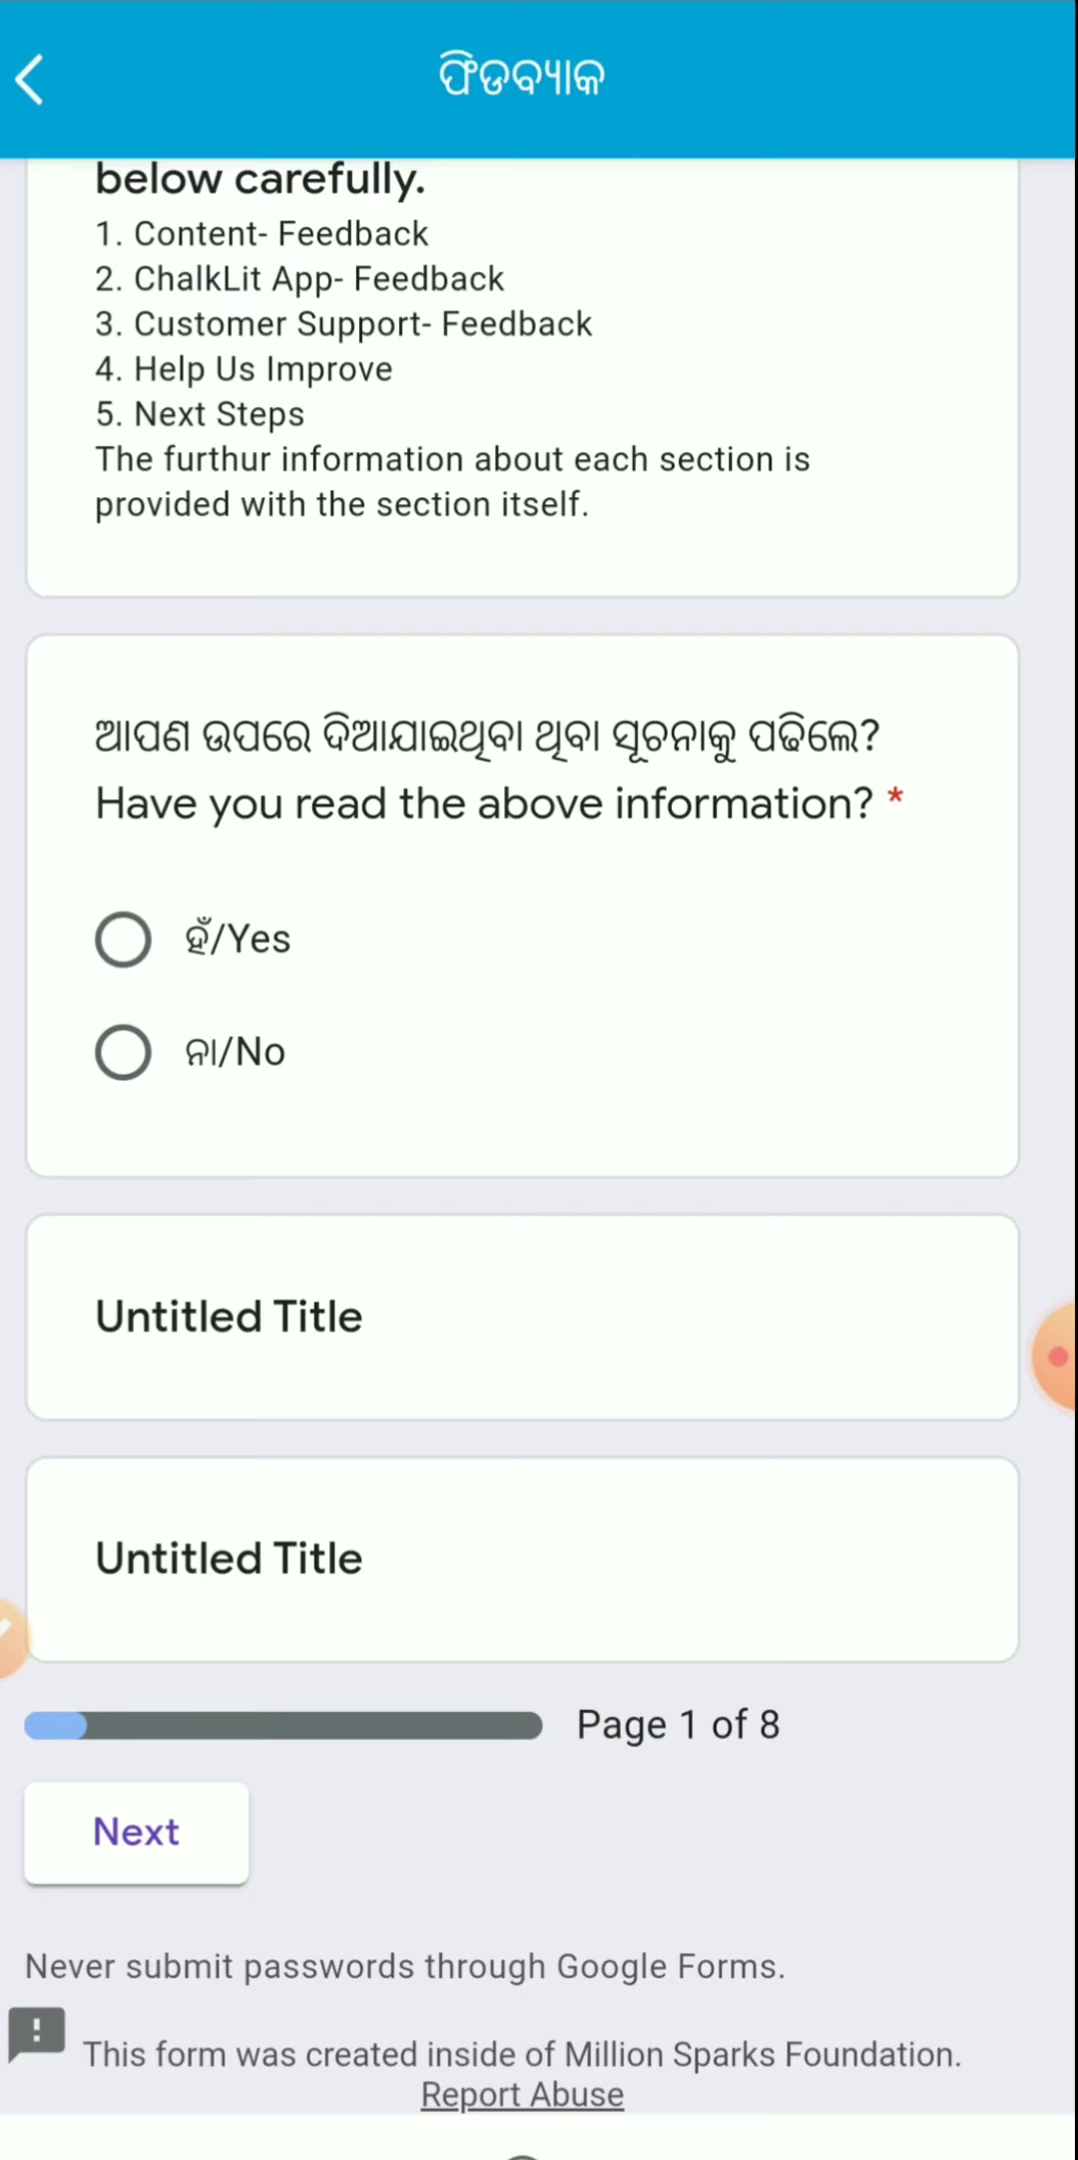 ଫିଡବ୍ୟାକ
below carefully.
1. Content- Feedback
2. ChalkLit App- Feedback
3. Customer Support- Feedback
4. Help Us Improve
5. Next Steps
The furthur information about each section is
provided with the section itself.
ଆପଣ ଉପରେ ଦିଆଯାଇଥିବା ଥିବା ସୂଚନାକୁ ପଢିଲେ?
Have you read the above information? *
ହଁ/Yes
ନା/No
Untitled Title
Untitled Title
Page 1 of 8
Next
Never submit passwords through Google Forms.
This form was created inside of Million Sparks Foundation.
Report Abuse